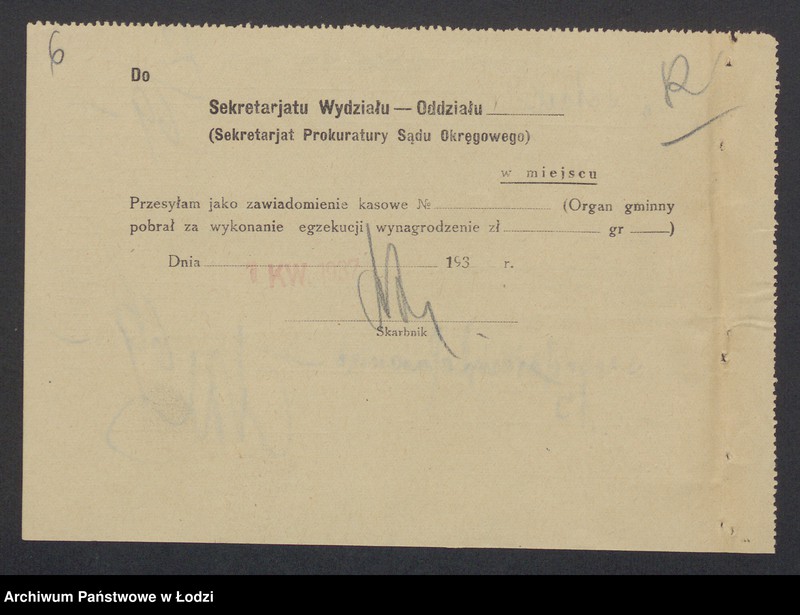 6
Do
Sekretarjatu Wydziału — Oddziału
(Sekretarjat Prokuratury Sądu Okręgowego)
w miejscu
Przesyłam jako zawiadomienie kasowe № (Organ gminny
pobrał za wykonanie egzekucji wynagrodzenie zł gr )
Dnia KW. 193 r.
Skarbnik
Archiwum Państwowe w Łodzi